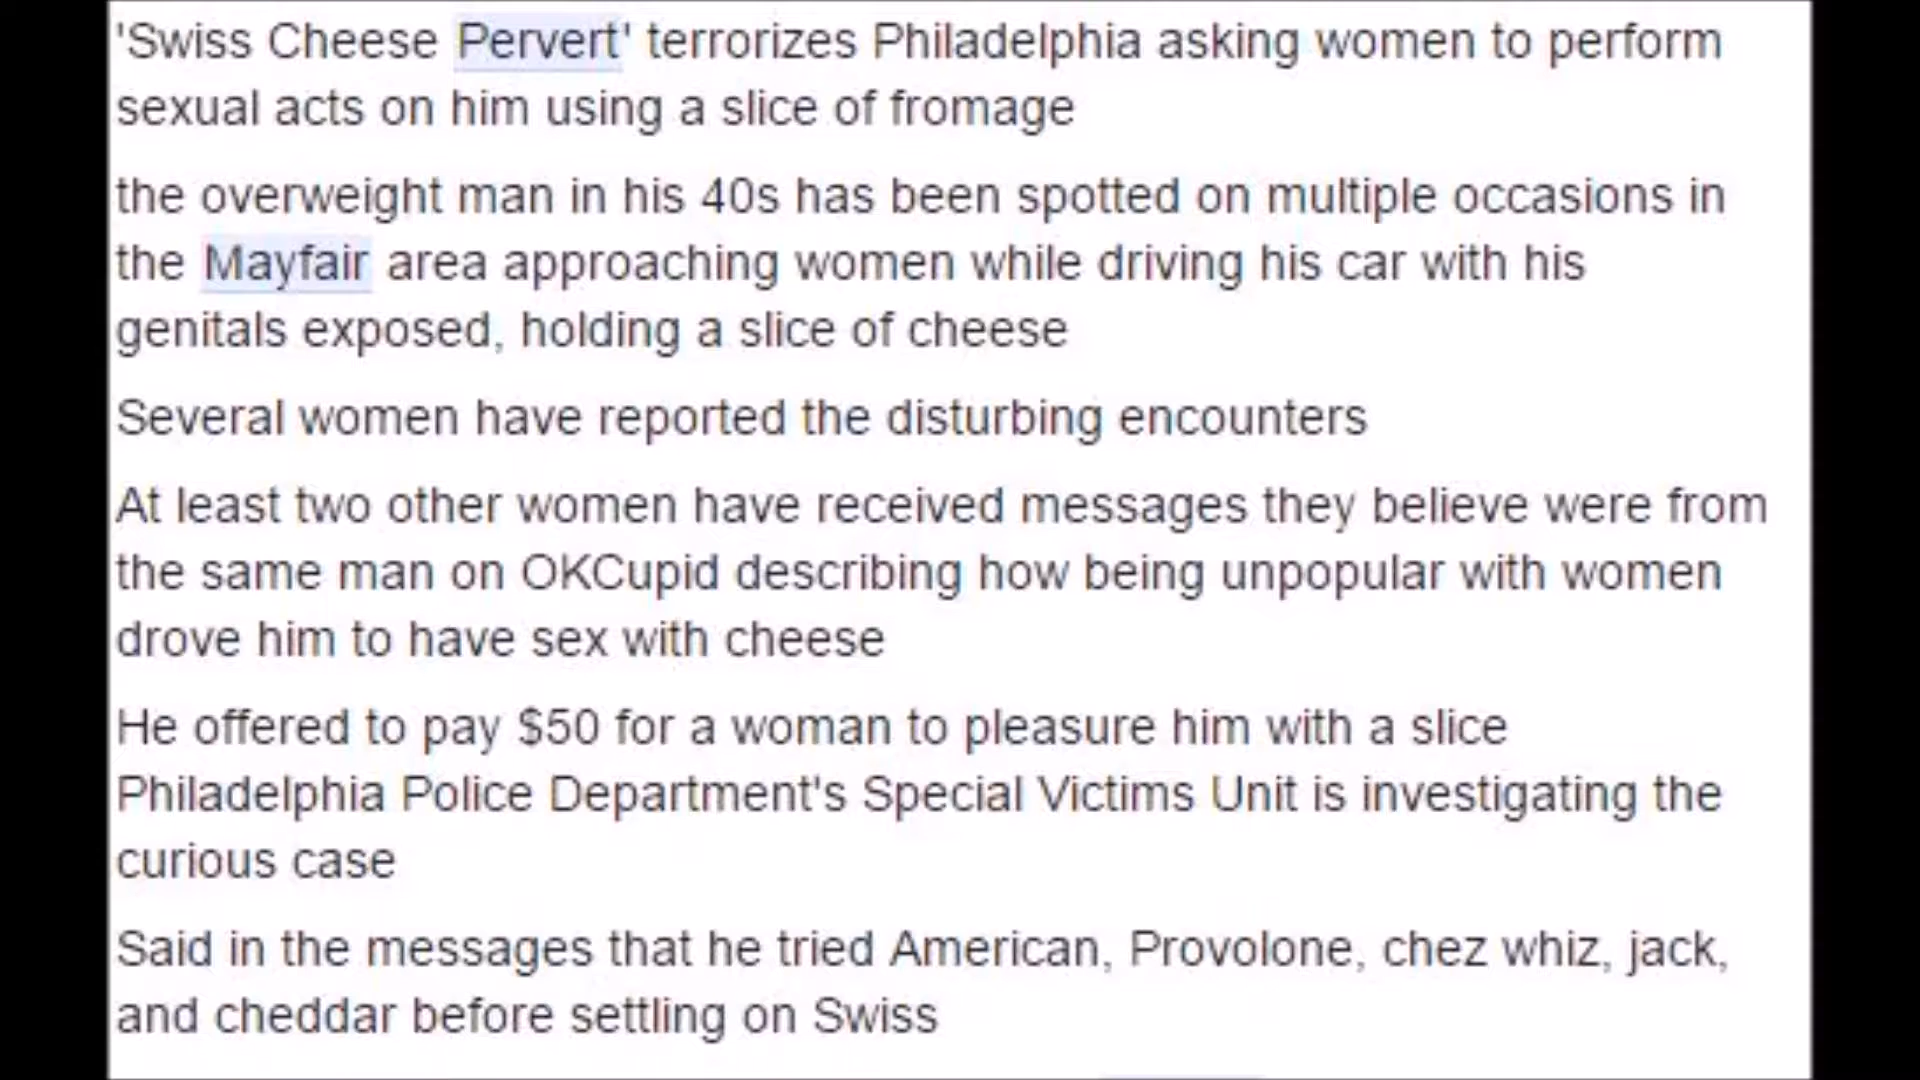 'Swiss Cheese Pervert' terrorizes Philadelphia asking women to perform
sexual acts on him using a slice of fromage
the overweight man in his 40s has been spotted on multiple occasions in
the Mayfair area approaching women while driving his car with his
genitals exposed, holding a slice of cheese
Several women have reported the disturbing encounters
At least two other women have received messages they believe were from
the same man on OKCupid describing how being unpopular with women
drove him to have sex with cheese
He offered to pay $50 for a woman to pleasure him with a slice
Philadelphia Police Department's Special Victims Unit is investigating the
curious case
Said in the messages that he tried American, Provolone, chez whiz, jack,
and cheddar before settling on Swiss